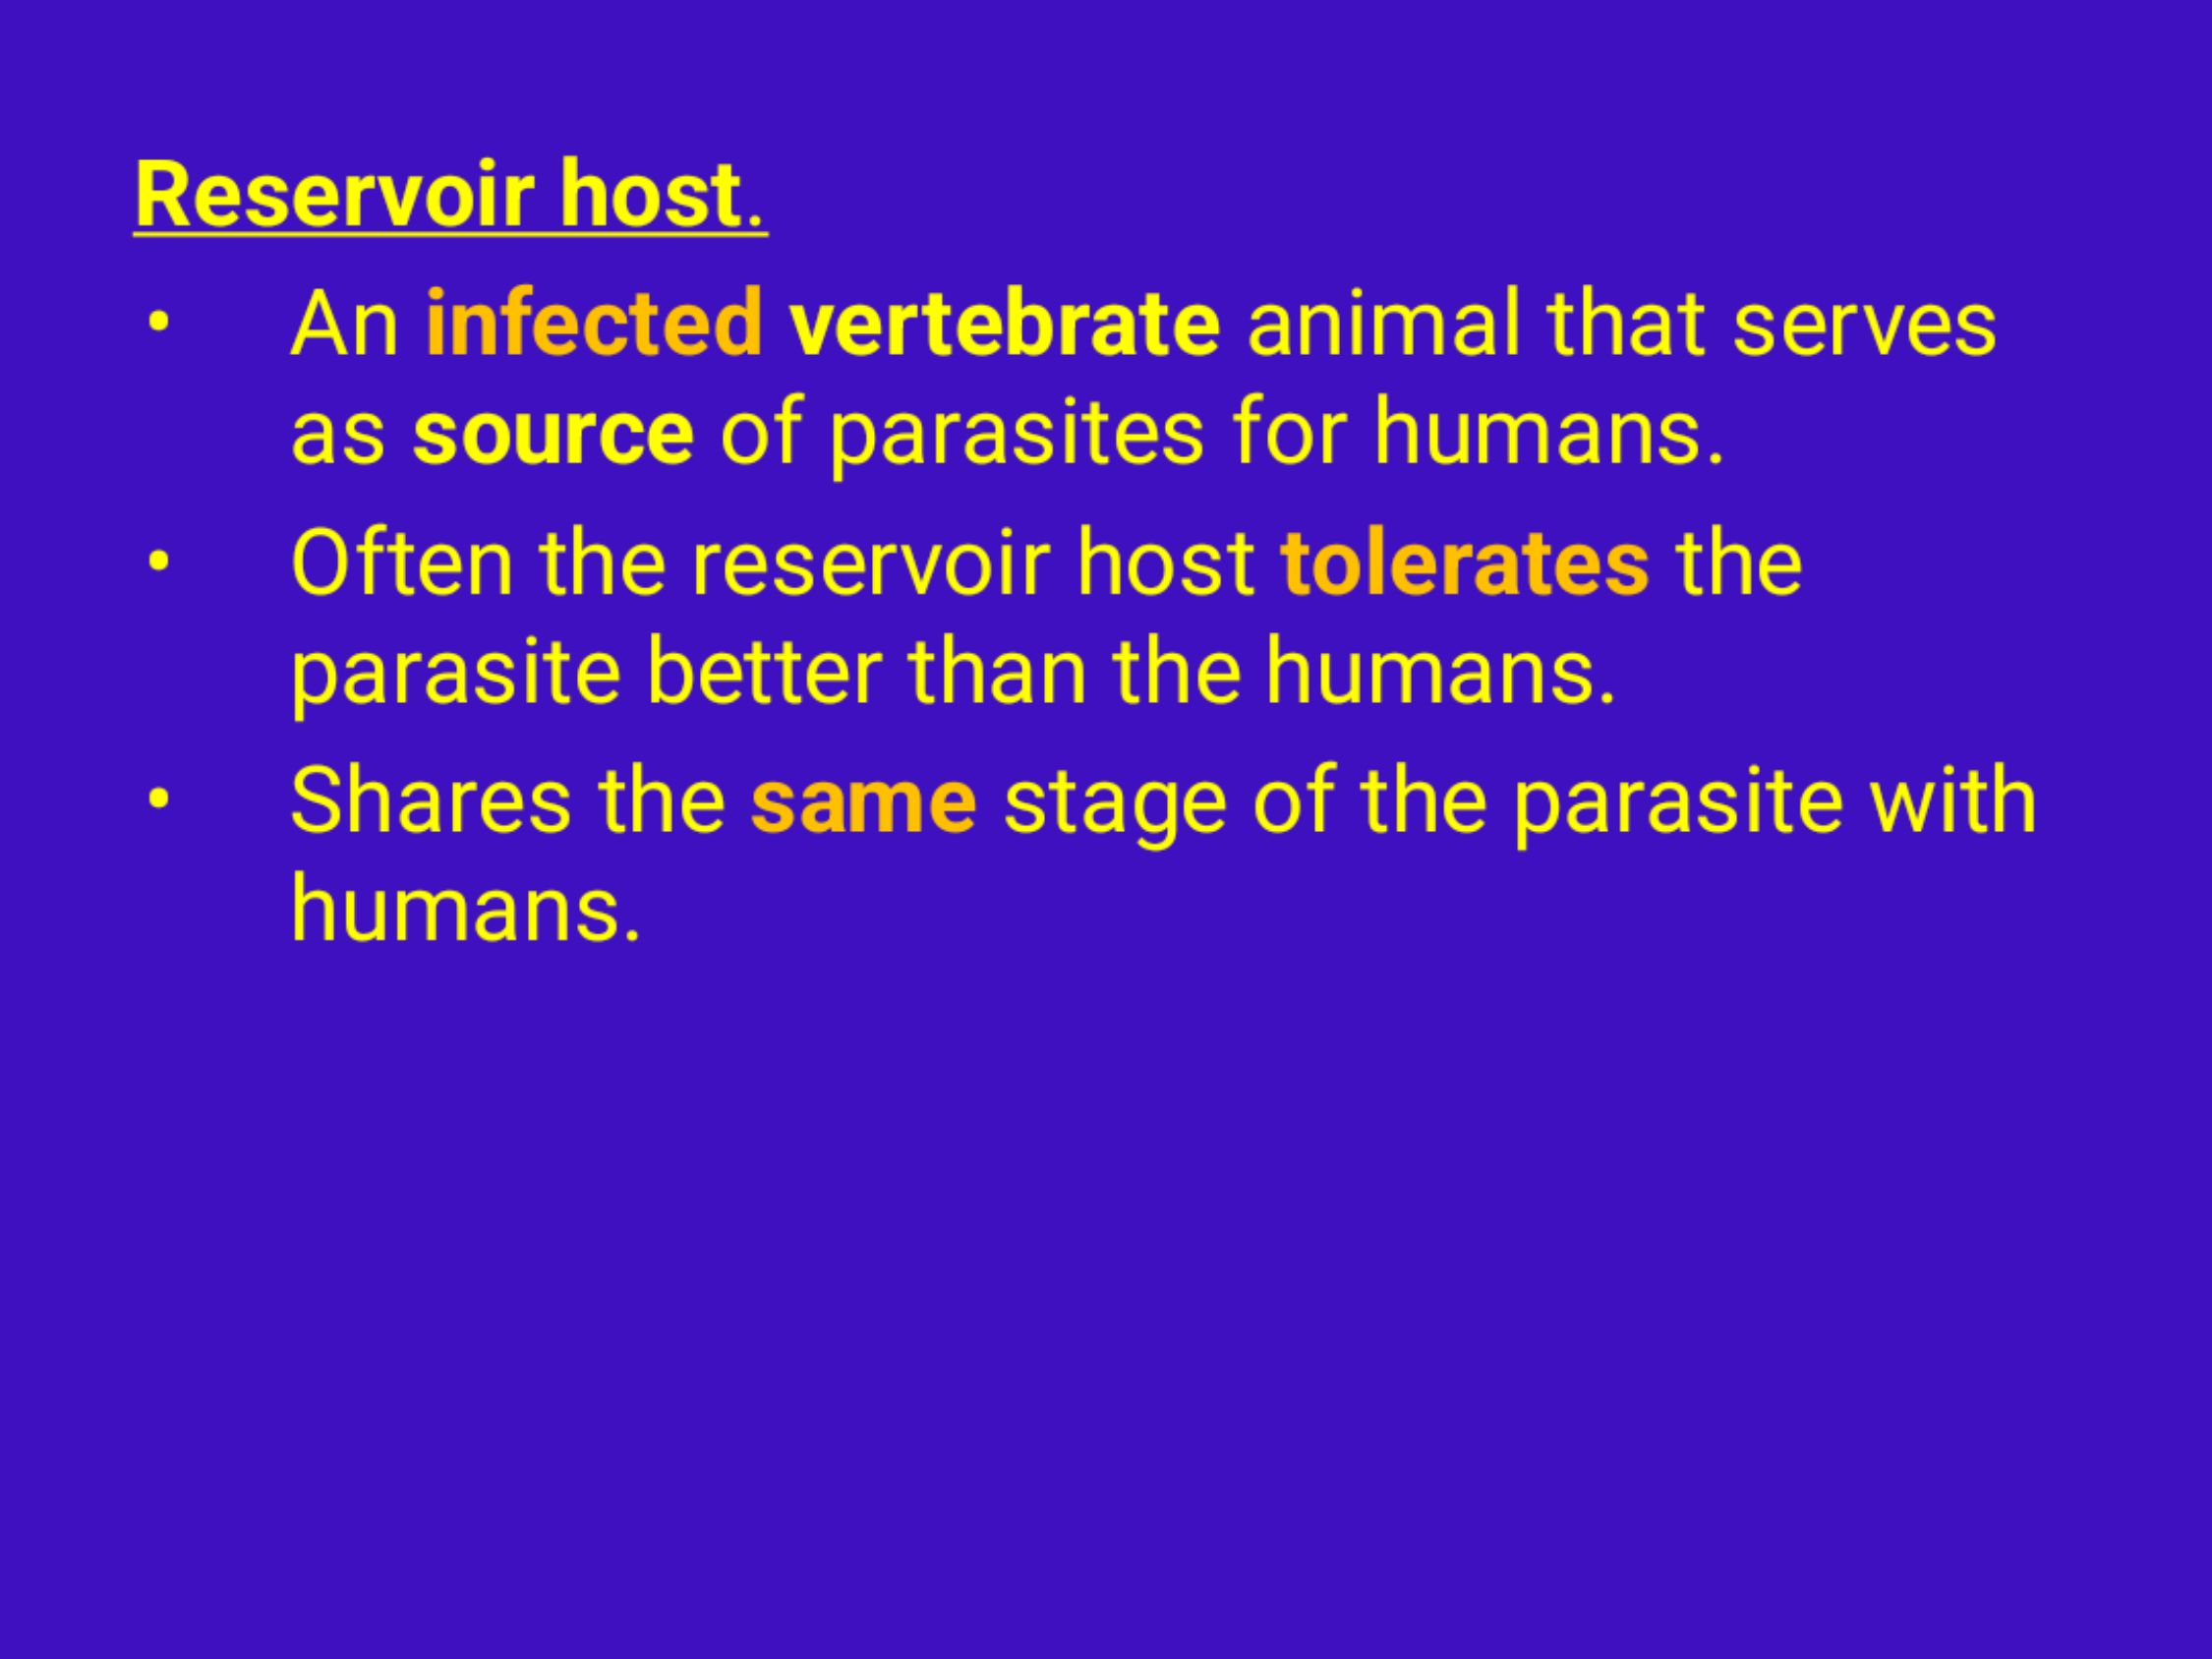 Reservoir host.
• An infected vertebrate animal that serves
as source of parasites for humans.
• Often the reservoir host tolerates the
parasite better than the humans.
• Shares the same stage of the parasite with
humans.